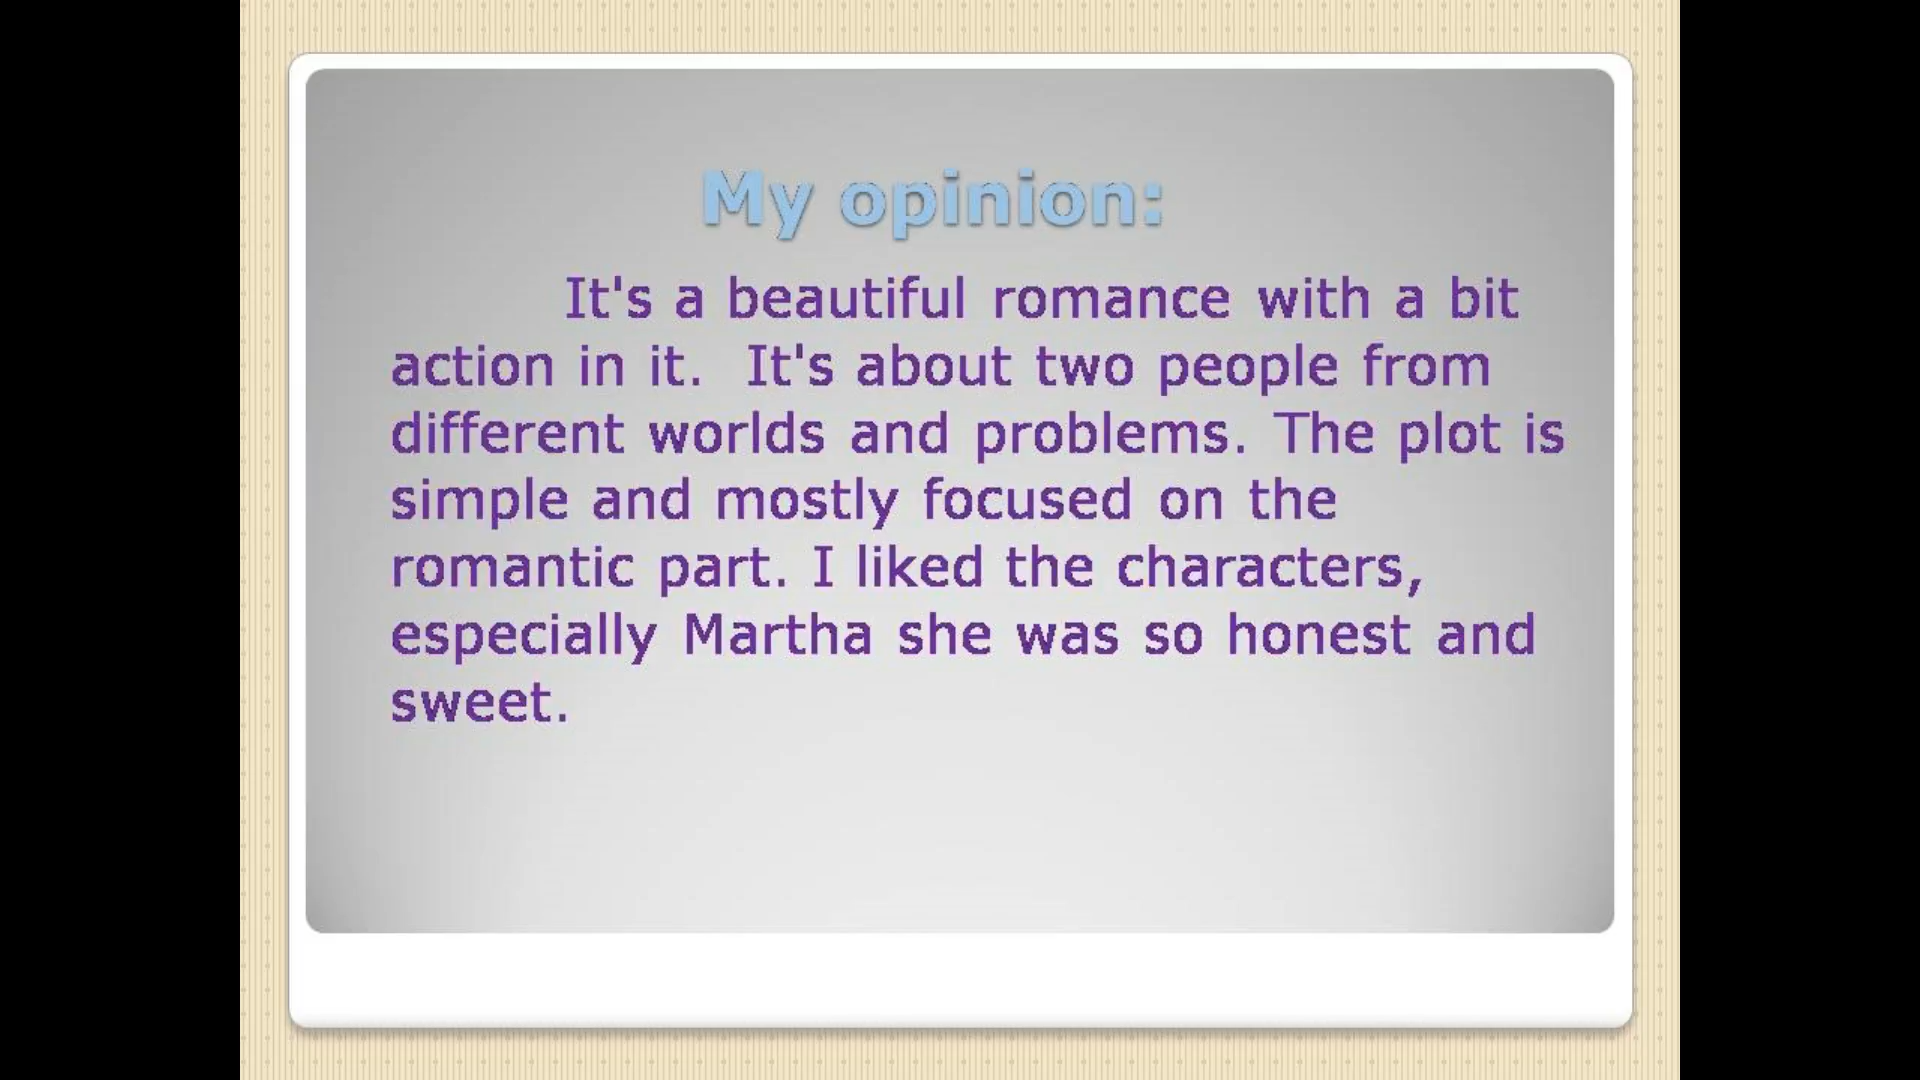 My opinion:
It's a beautiful romance with a bit
action in it.  It's about two people from
different worlds and problems. The plot is
simple and mostly focused on the
romantic part. I liked the characters,
especially Martha she was so honest and
sweet.